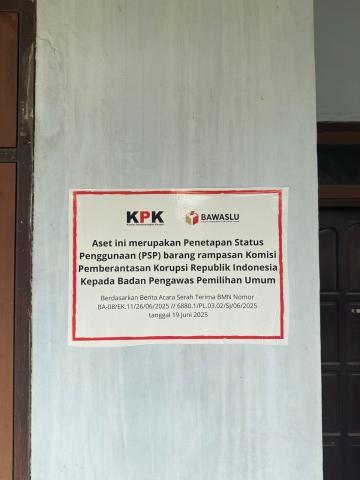 KPK
BAWASLU
Aset ini merupakan Penetapan Status
Penggunaan (PSP) barang rampasan Komisi
Pemberantasan Korupsi Republik Indonesia
Kepada Badan Pengawas Pemilihan Umum
Berdasarkan Berita Acara Serah Terima BMN Nomor
BA-08/EK.11/26/06/2025 // 6880.1/PL.03.02/SJ/06/2025
tanggal 19 Juni 2025